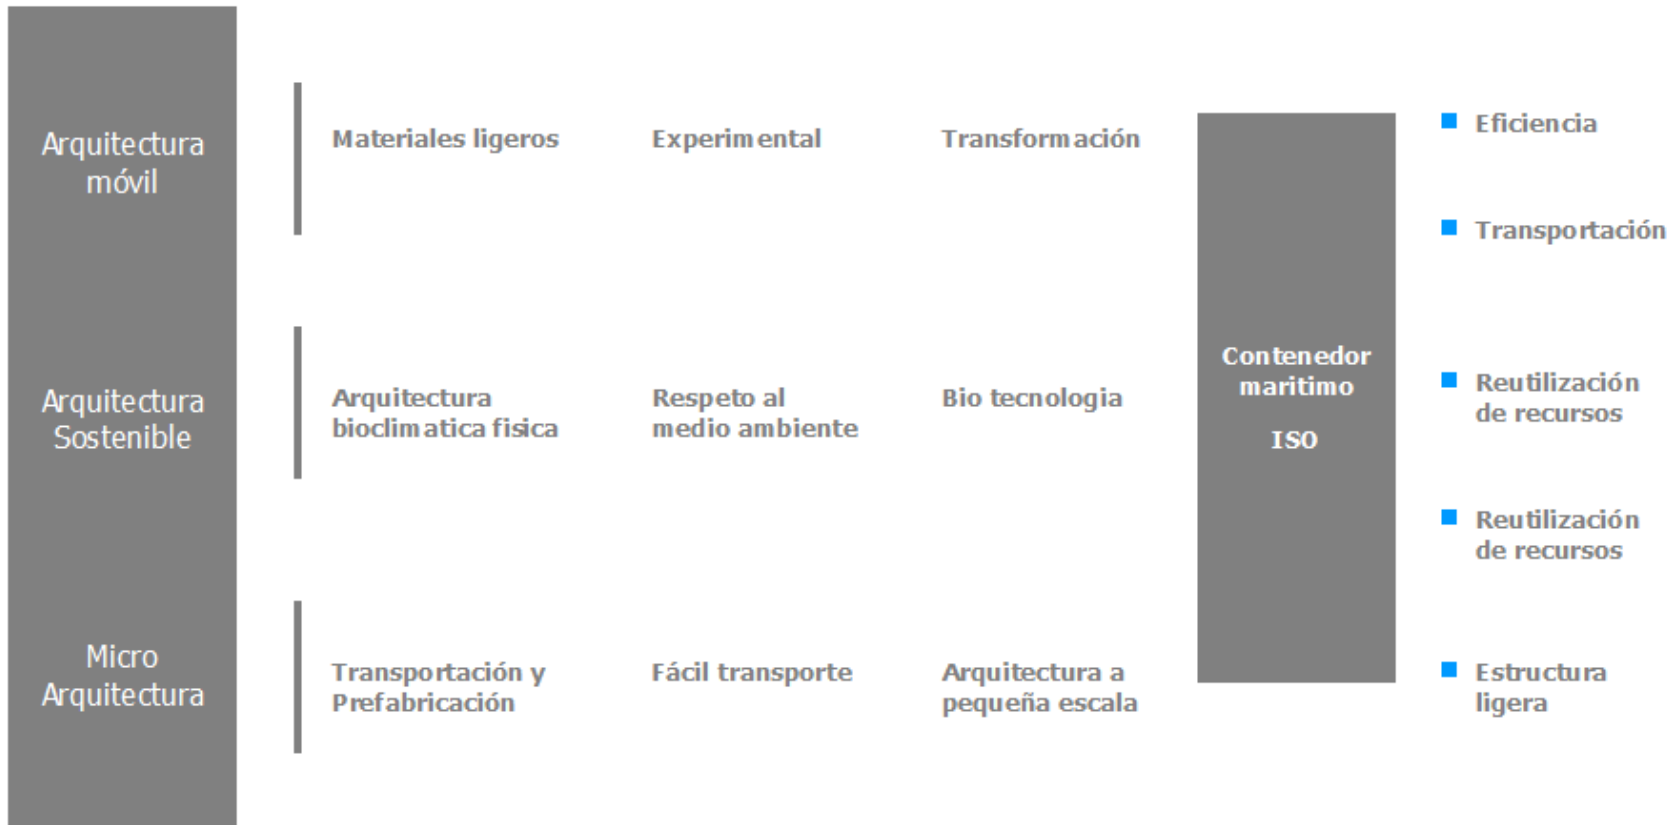 Arquitectura
móvil
Materiales ligeros
Experimental
Transformación
Arquitectura
Sostenible
Arquitectura
bioclimatica fisica
Respeto al
medio ambiente
Bio tecnologia
Micro
Arquitectura
Transportación y
Prefabricación
Fácil transporte
Arquitectura a
pequeña escala
Contenedor
maritimo
ISO
Eficiencia
Transportación
Reutilización
de recursos
Reutilización
de recursos
Estructura
ligera